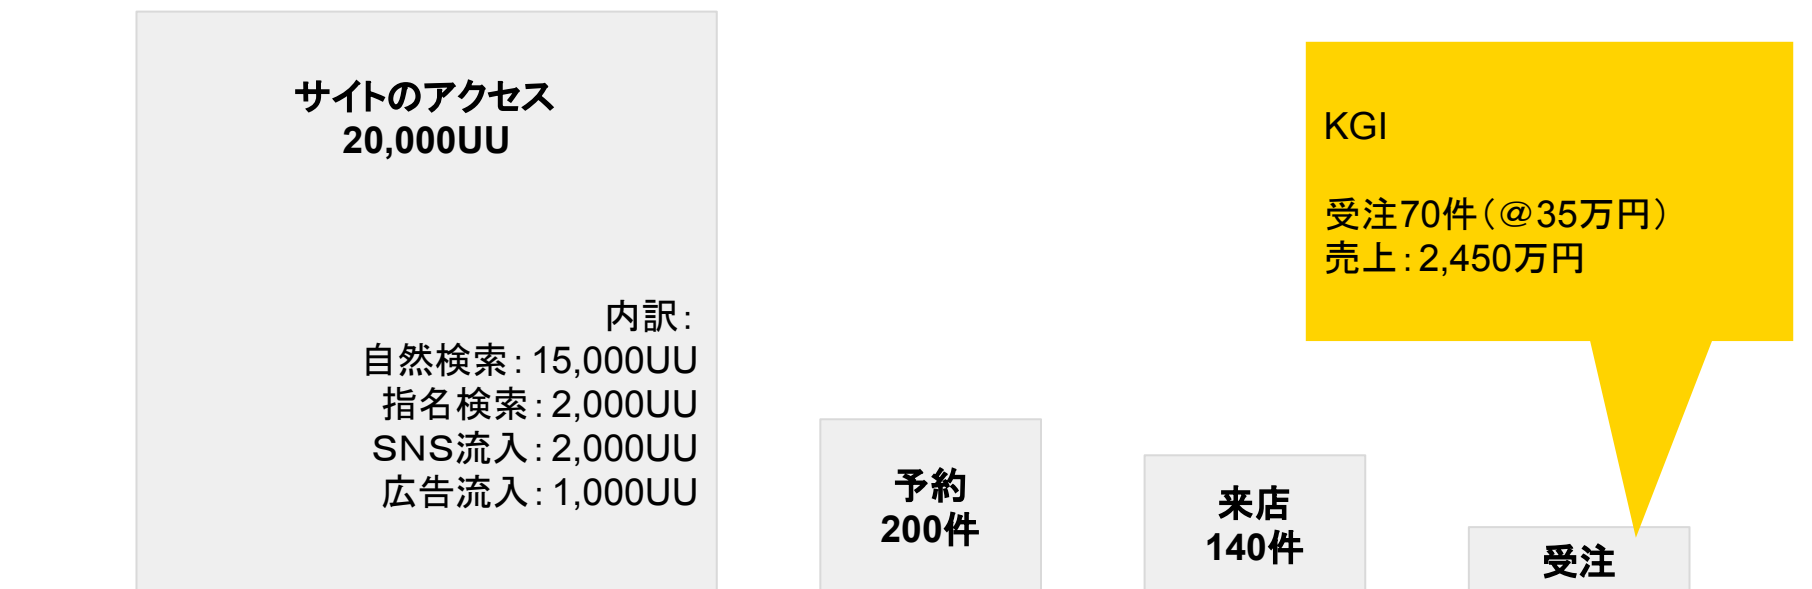 サイトのアクセス
20,000UU
内訳：
自然検索：15,000UU
指名検索：2,000UU
ＳＮＳ流入：2,000UU
広告流入：1,000UU
予約
200件
来店
140件
KGI
受注70件（＠35万円）
売上：2,450万円
受注